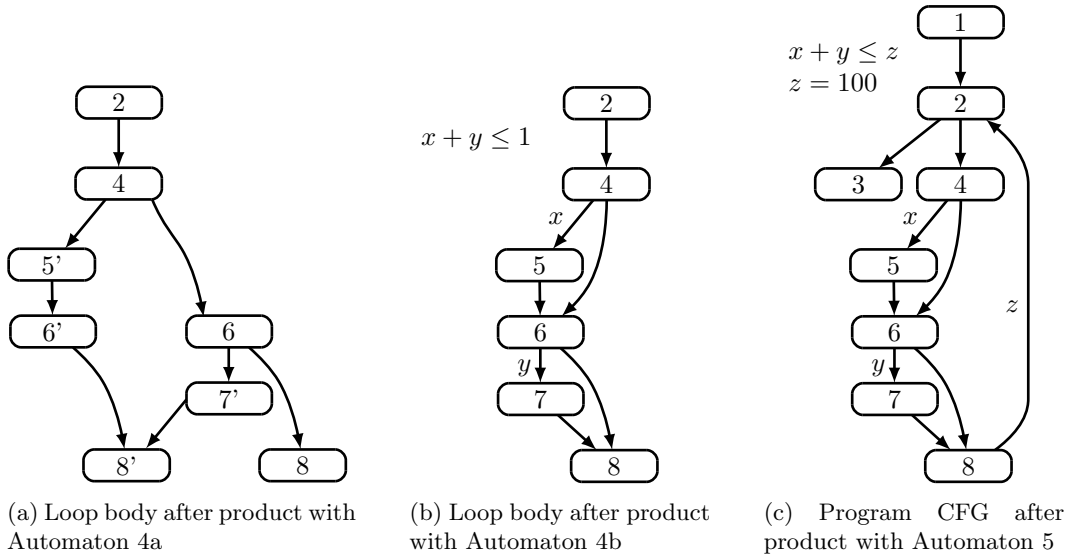 2
4
5'
6'
6
7'
8'
8
(a) Loop body after product with
Automaton 4a
x + y ≤ 1
2
4
x
5
6
y
7
8
(b) Loop body after product
with Automaton 4b
1
x + y ≤ z
z = 100
2
3
4
x
5
6
z
y
7
8
(c) Program CFG after
product with Automaton 5